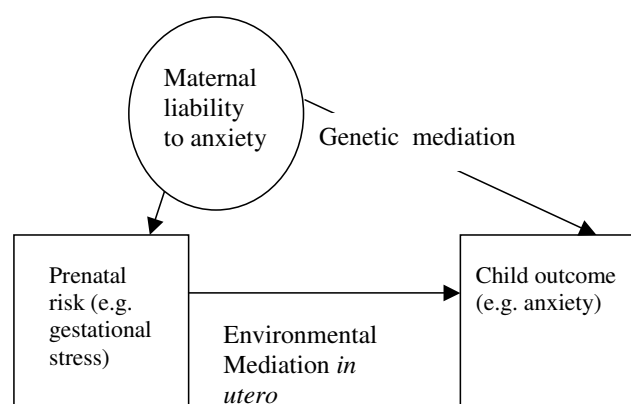 Maternal
liability
to anxiety
Genetic mediation
Prenatal
risk (e.g.
gestational
stress)
Environmental
Mediation in
utero
Child outcome
(e.g. anxiety)